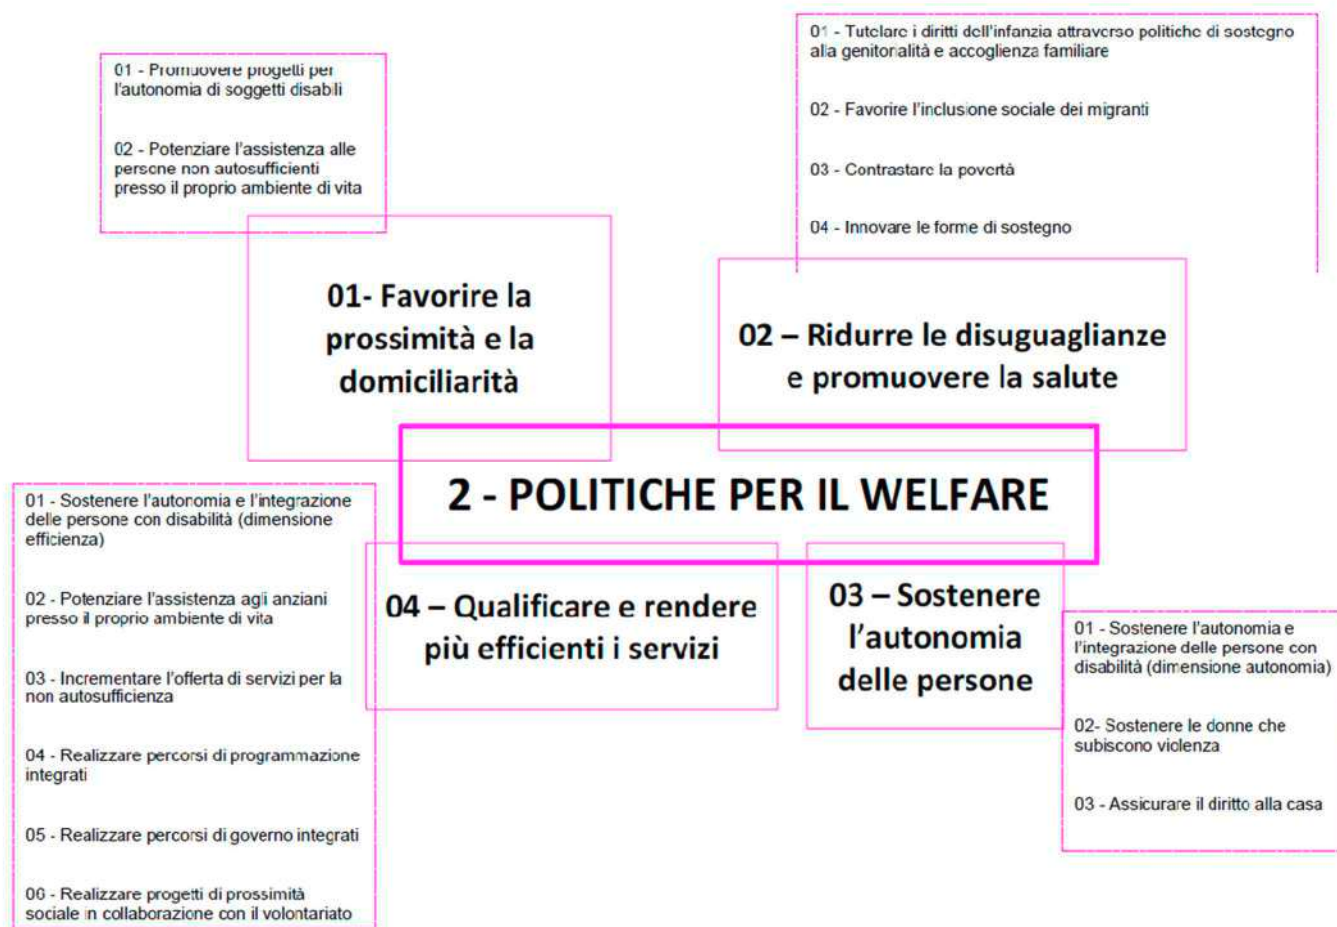 01 - Promuovere progetti per
l'autonomia di soggetti disabili
02 - Potenziare l'assistenza alle
persone non autosufficienti
presso il proprio ambiente di vita
01- Favorire la
prossimità e la
domiciliarità
01 - Tutelare i diritti dell'infanzia attraverso politiche di sostegno
alla genitorialità e accoglienza familiare
02 - Favorire l'inclusione sociale dei migranti
03 - Contrastare la povertà
04 - Innovare le forme di sostegno
02 – Ridurre le disuguaglianze
e promuovere la salute
2 - POLITICHE PER IL WELFARE
01 - Sostenere l'autonomia e l'integrazione
delle persone con disabilità (dimensione
efficienza)
02 - Potenziare l'assistenza agli anziani
presso il proprio ambiente di vita
03 - Incrementare l'offerta di servizi per la
non autosufficienza
04 - Realizzare percorsi di programmazione
integrati
05 - Realizzare percorsi di governo integrati
06 - Realizzare progetti di prossimità
sociale in collaborazione con il volontariato
04 – Qualificare e rendere
più efficienti i servizi
03 – Sostenere
l'autonomia
delle persone
01 - Sostenere l'autonomia e
l'integrazione delle persone con
disabilità (dimensione autonomia)
02- Sostenere le donne che
subiscono violenza
03 - Assicurare il diritto alla casa